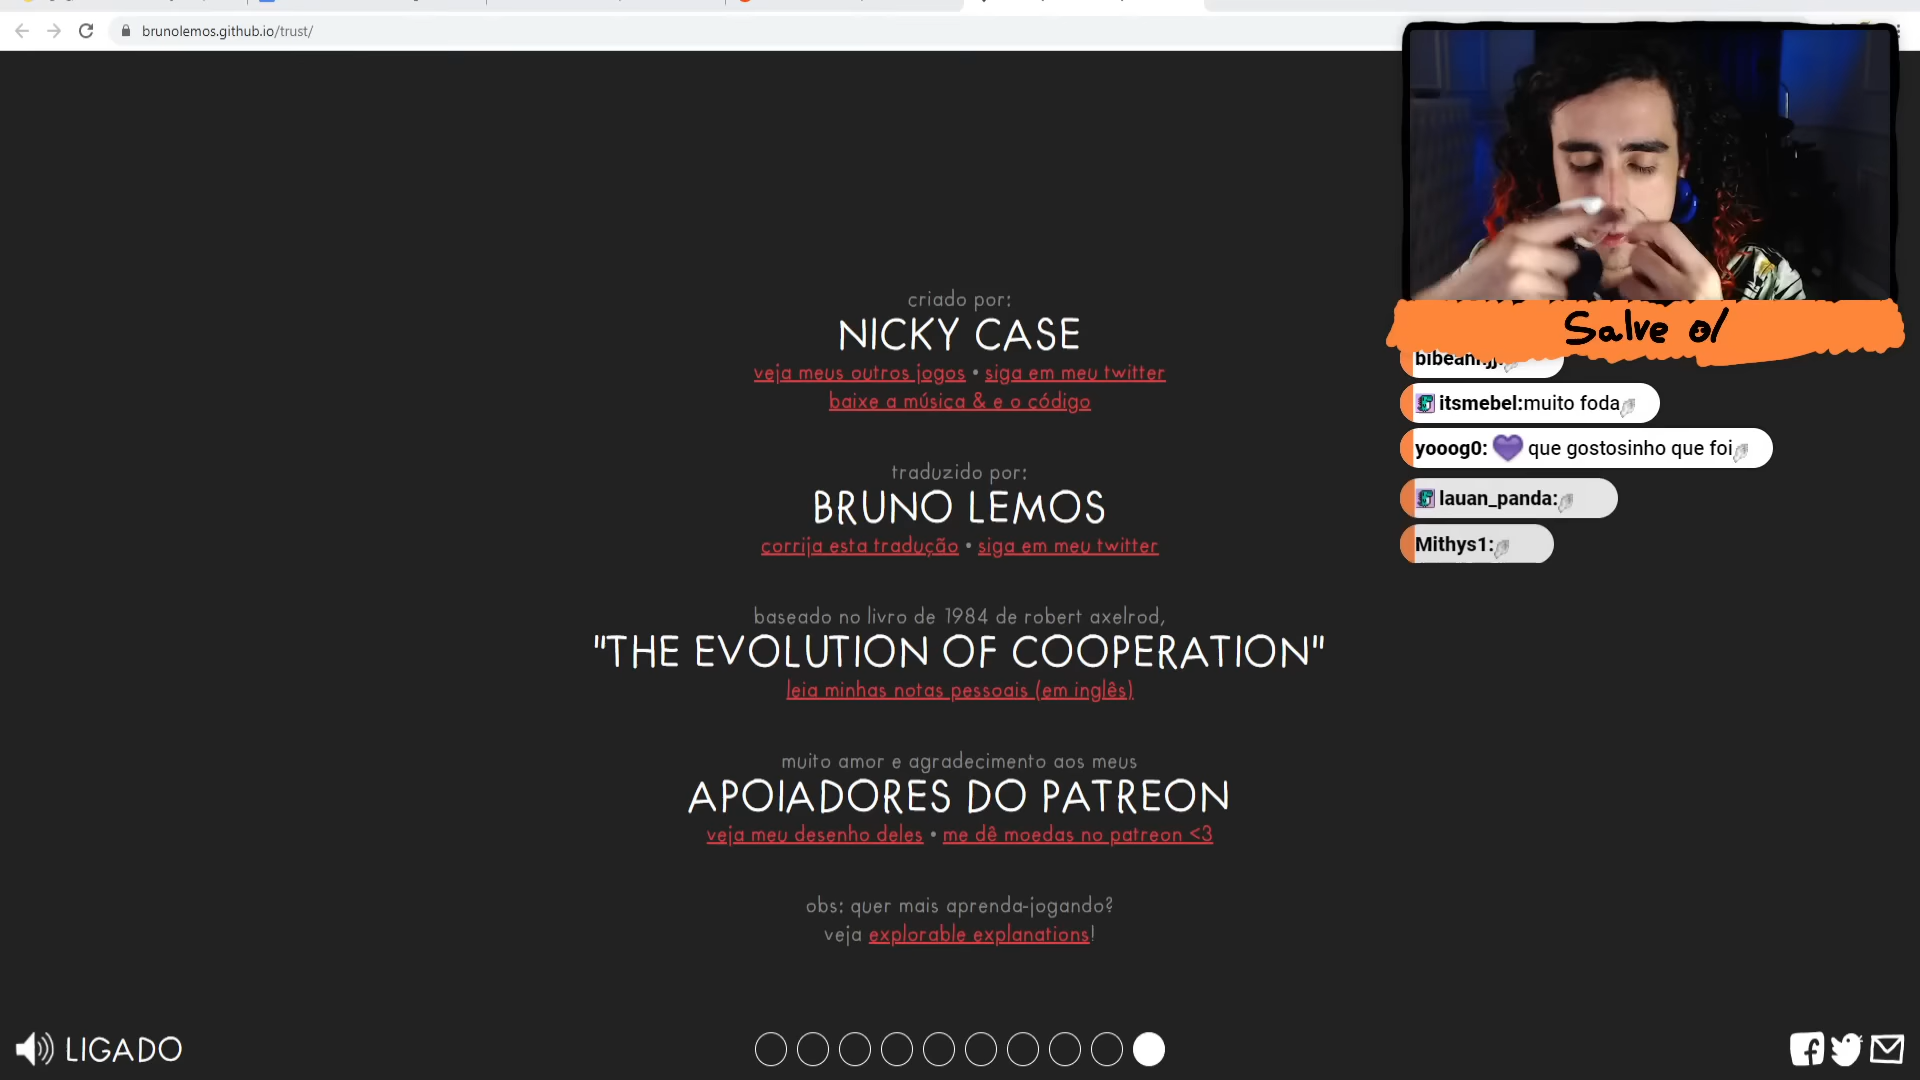 brunolemos.github.io/trust/
criado por:
NICKY CASE
veja meus outros jogos • siga em meu twitter
baixe a música & e o código
traduzido por:
BRUNO LEMOS
corrija esta tradução • siga em meu twitter
baseado no livro de 1984 de robert axelrod,
"THE EVOLUTION OF COOPERATION"
leia minhas notas pessoais (em inglês)
muito amor e agradecimento aos meus
APOIADORES DO PATREON
veja meu desenho deles • me dê moedas no patreon <3
obs: quer mais aprenda-jogando?
veja explorable explanations!
LIGADO
Salve o/
itsmebel:muito foda
yooog0: 💜 que gostosinho que foi
lauan_panda:
Mithys1: